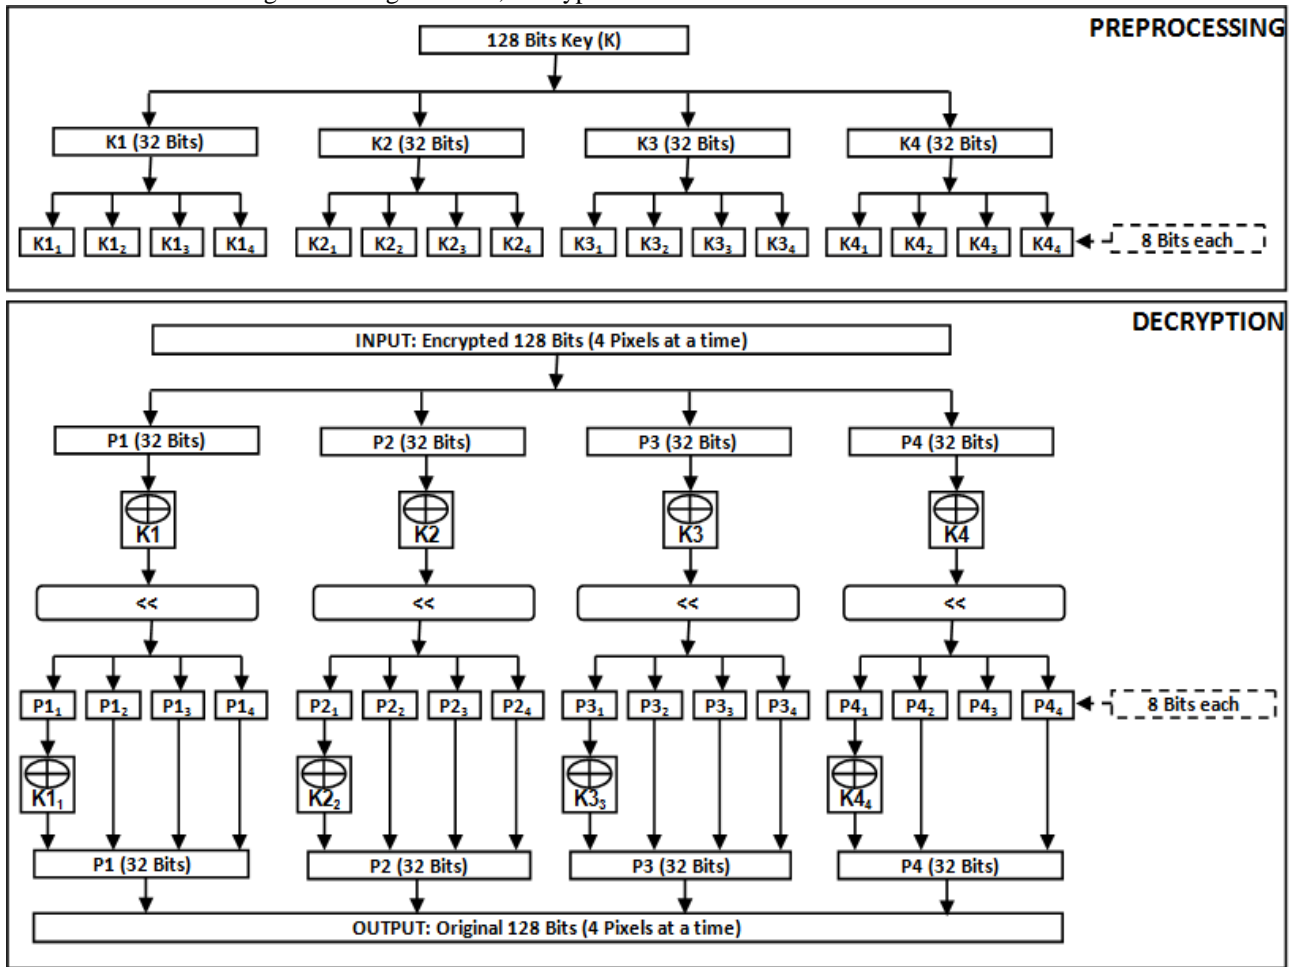 PREPROCESSING
128 Bits Key (K)
K1 (32 Bits) K2 (32 Bits) K3 (32 Bits) K4 (32 Bits)
K1₁ K1₂ K1₃ K1₄ K2₁ K2₂ K2₃ K2₄ K3₁ K3₂ K3₃ K3₄ K4₁ K4₂ K4₃ K4₄ 8 Bits each
DECRYPTION
INPUT: Encrypted 128 Bits (4 Pixels at a time)
P1 (32 Bits) P2 (32 Bits) P3 (32 Bits) P4 (32 Bits)
K1 K2 K3 K4
<< << << <<
P1₁ P1₂ P1₃ P1₄ P2₁ P2₂ P2₃ P2₄ P3₁ P3₂ P3₃ P3₄ P4₁ P4₂ P4₃ P4₄ 8 Bits each
K1₁ K2₂ K3₃ K4₄
P1 (32 Bits) P2 (32 Bits) P3 (32 Bits) P4 (32 Bits)
OUTPUT: Original 128 Bits (4 Pixels at a time)